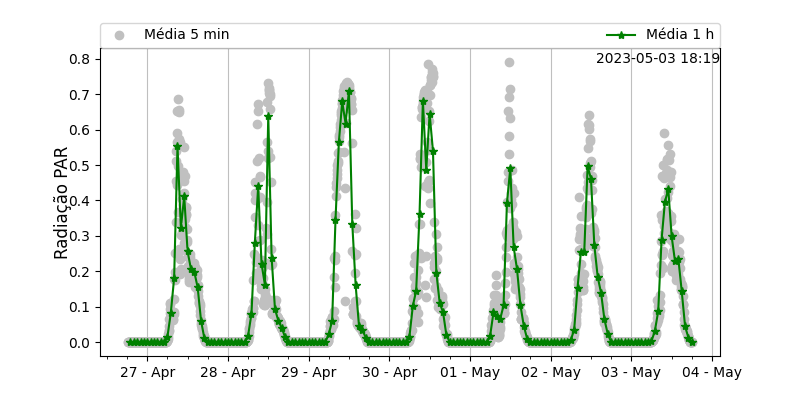 Média 5 min
Média 1 h
2023-05-03 18:19
Radiação PAR
0.8
0.7
0.6
0.5
0.4
0.3
0.2
0.1
0.0
27 - Apr
28 - Apr
29 - Apr
30 - Apr
01 - May
02 - May
03 - May
04 - May